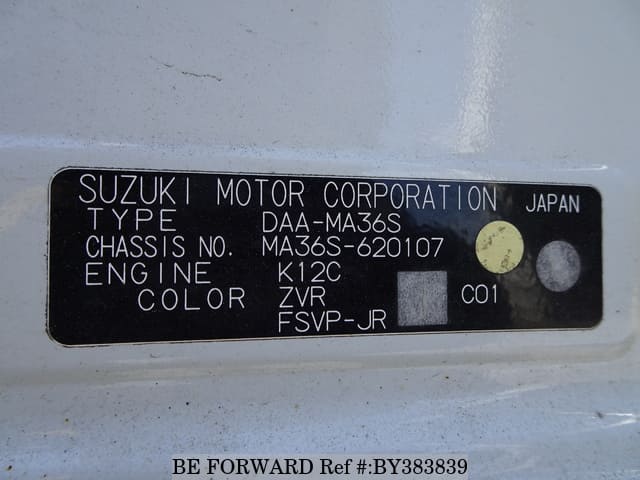 SUZUKI MOTOR CORPORATION JAPAN
TYPE DAA-MA36S
CHASSIS NO. MA36S-620107
ENGINE K12C
COLOR ZVR C01
FSVP-JR
BE FORWARD Ref #:BY383839